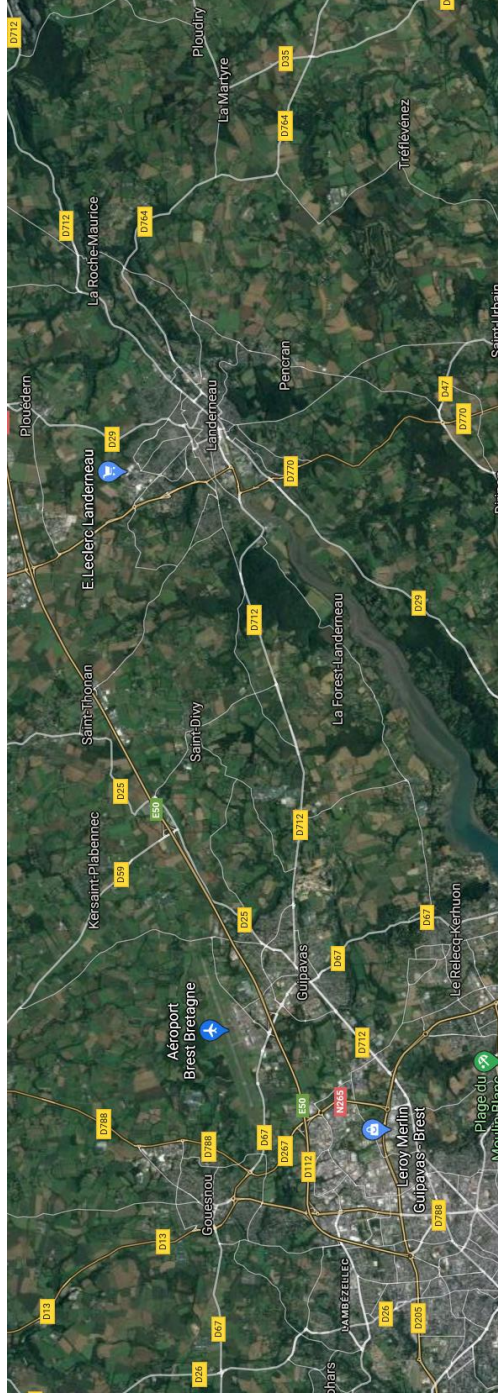 D712
D13
D26
D67
D13
D788
D788
Gouesnou
D67
D267
D112
E50
N265
Aéroport
Brest Bretagne
Kersaint-Plabennec
D59
D25
E50
Saint-Thonan
Saint-Divy
D25
E.Leclerc Landerneau
D29
Plouédern
La Roche-Maurice
D712
D764
Ploudiry
La Martyre
D35
D764
Landerneau
D712
D770
Pencran
Tréflévénez
Guipavas
D712
D67
La Forest-Landerneau
D29
D47
D770
LAMBÉZELLEC
D26
D205
D788
Leroy Merlin
Guipavas - Brest
D712
D67
Le Relecq-Kerhuon
Plage du
Moulin Blanc
Saint-Urbain